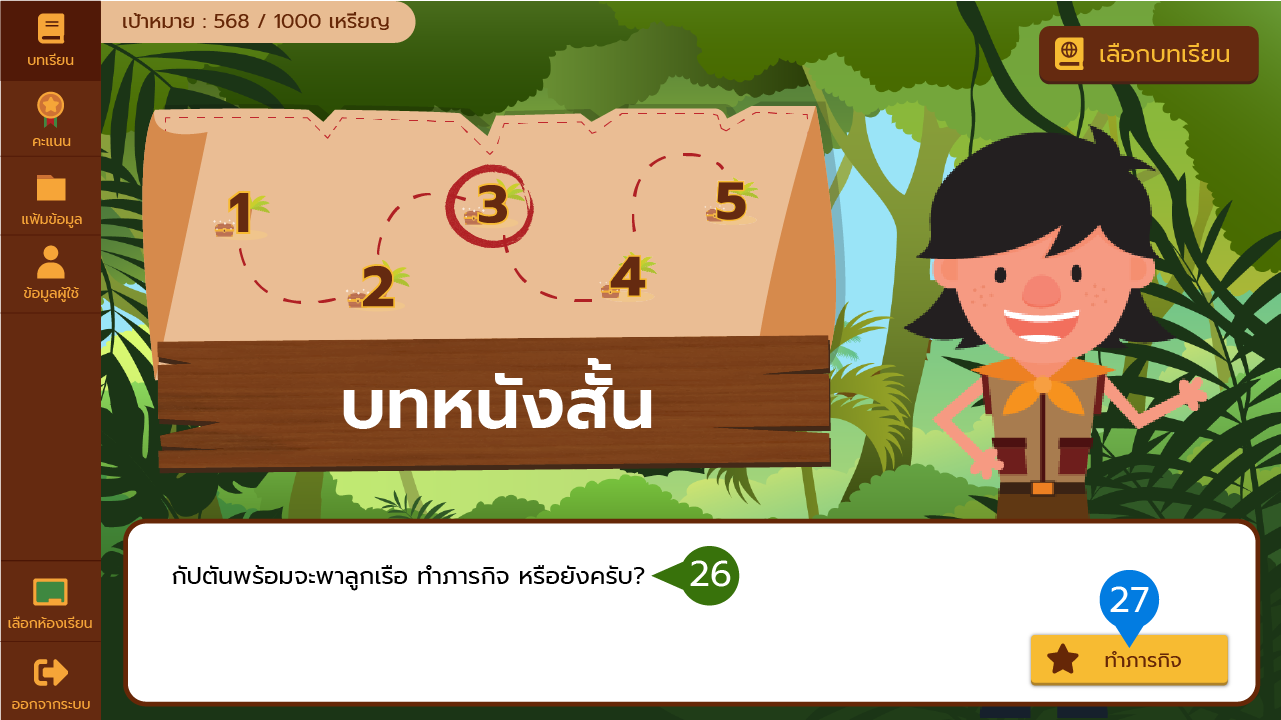 เป้าหมาย : 568 / 1000 เหรียญ
บทเรียน
คะแนน
แฟ้มข้อมูล
ข้อมูลผู้ใช้
เลือกห้องเรียน
ออกจากระบบ
เลือกบทเรียน
1
2
3
4
5
บทหนังสั้น
กัปตันพร้อมจะพาลูกเรือ ทำภารกิจ หรือยังครับ?
26
27
ทำภารกิจ